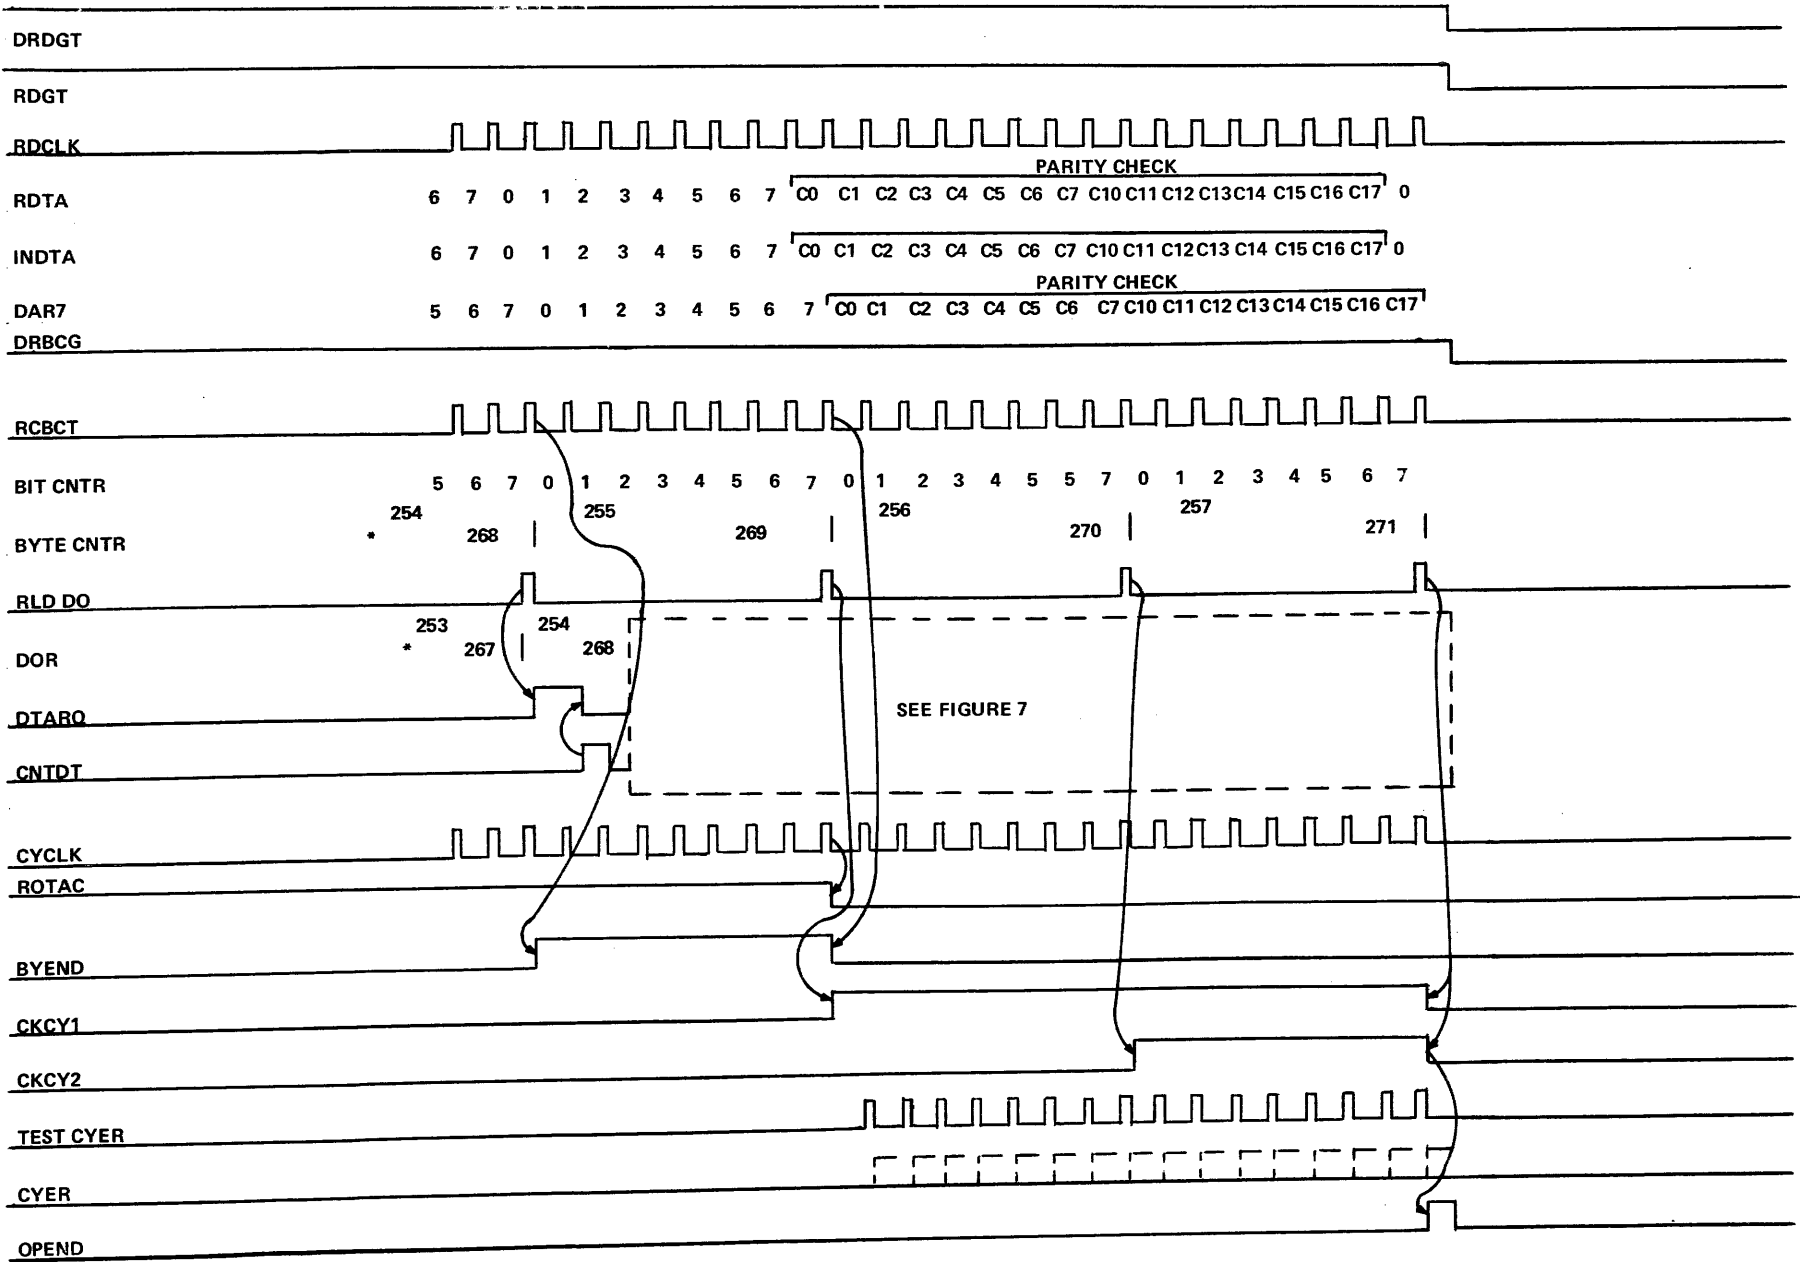 DRDGT
RDGT
RDCLK
PARITY CHECK
RDTA 6 7 0 1 2 3 4 5 6 7 C0 C1 C2 C3 C4 C5 C6 C7 C10 C11 C12 C13 C14 C15 C16 C17 0
INDTA 6 7 0 1 2 3 4 5 6 7 C0 C1 C2 C3 C4 C5 C6 C7 C10 C11 C12 C13 C14 C15 C16 C17 0
PARITY CHECK
DAR7 5 6 7 0 1 2 3 4 5 6 7 C0 C1 C2 C3 C4 C5 C6 C7 C10 C11 C12 C13 C14 C15 C16 C17
DRBCG
RCBCT
BIT CNTR 5 6 7 0 1 2 3 4 5 6 7 0 1 2 3 4 5 5 7 0 1 2 3 4 5 6 7
254 255 256 257
BYTE CNTR * 268 269 270 271
RLD DO
253 254
DOR * 267 268
DTARQ
SEE FIGURE 7
CNTDT
CYCLK
ROTAC
BYEND
CKCY1
CKCY2
TEST CYER
CYER
OPEND